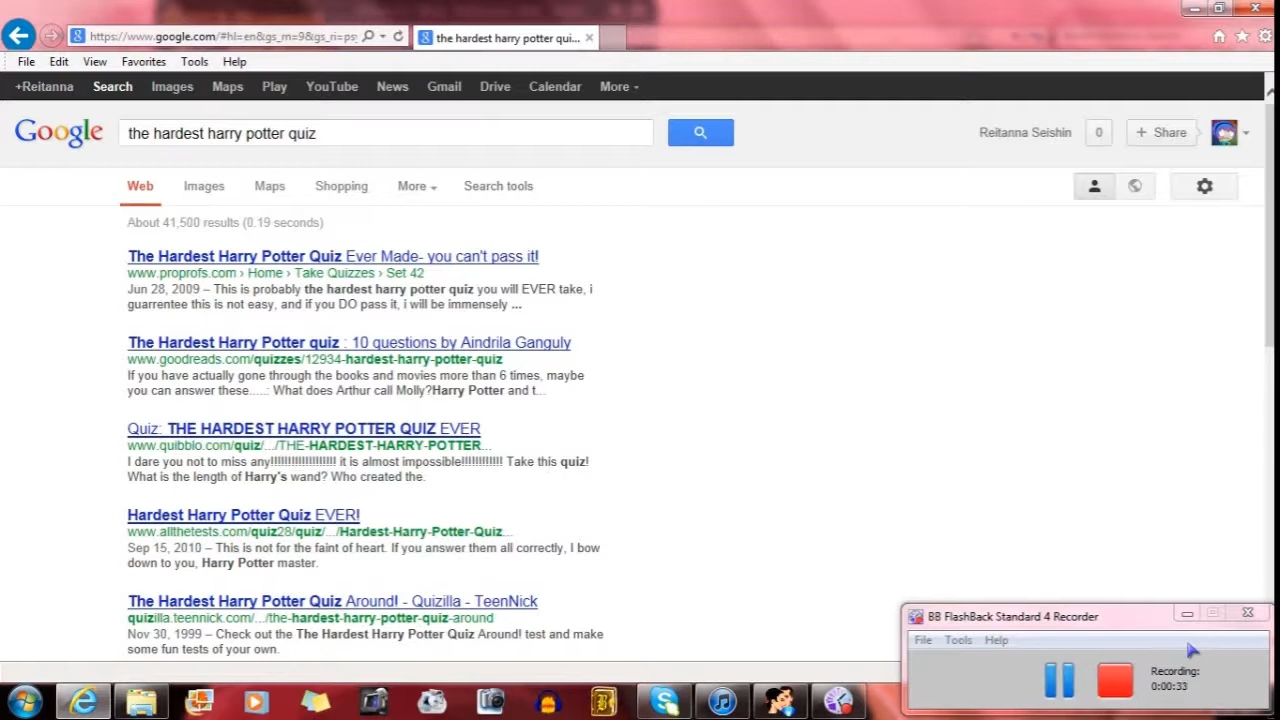 https://www.google.com/#hl=en&gs_rn=9&gs_ri=psy
the hardest harry potter qui...
File Edit View Favorites Tools Help
+Reitanna Search Images Maps Play YouTube News Gmail Drive Calendar More
Google the hardest harry potter quiz Reitanna Seishin 0 + Share
Web Images Maps Shopping More Search tools
About 41,500 results (0.19 seconds)
The Hardest Harry Potter Quiz Ever Made- you can't pass it!
www.proprofs.com › Home › Take Quizzes › Set 42
Jun 28, 2009 – This is probably the hardest harry potter quiz you will EVER take, i
guarrentee this is not easy, and if you DO pass it, i will be immensely ...
The Hardest Harry Potter quiz : 10 questions by Aindrila Ganguly
www.goodreads.com/quizzes/12934-hardest-harry-potter-quiz
If you have actually gone through the books and movies more than 6 times, maybe
you can answer these.....: What does Arthur call Molly?Harry Potter and t...
Quiz: THE HARDEST HARRY POTTER QUIZ EVER
www.quibblo.com/quiz/.../THE-HARDEST-HARRY-POTTER...
I dare you not to miss any!!!!!!!!!!!!!!!!!!! it is almost impossible!!!!!!!!!!!! Take this quiz!
What is the length of Harry's wand? Who created the.
Hardest Harry Potter Quiz EVER!
www.allthetests.com/quiz28/quiz/.../Hardest-Harry-Potter-Quiz...
Sep 15, 2010 – This is not for the faint of heart. If you answer them all correctly, I bow
down to you, Harry Potter master.
The Hardest Harry Potter Quiz Around! - Quizilla - TeenNick
quizilla.teennick.com/.../the-hardest-harry-potter-quiz-around
Nov 30, 1999 – Check out the The Hardest Harry Potter Quiz Around! test and make
some fun tests of your own.
BB FlashBack Standard 4 Recorder
File Tools Help
Recording:
0:00:33